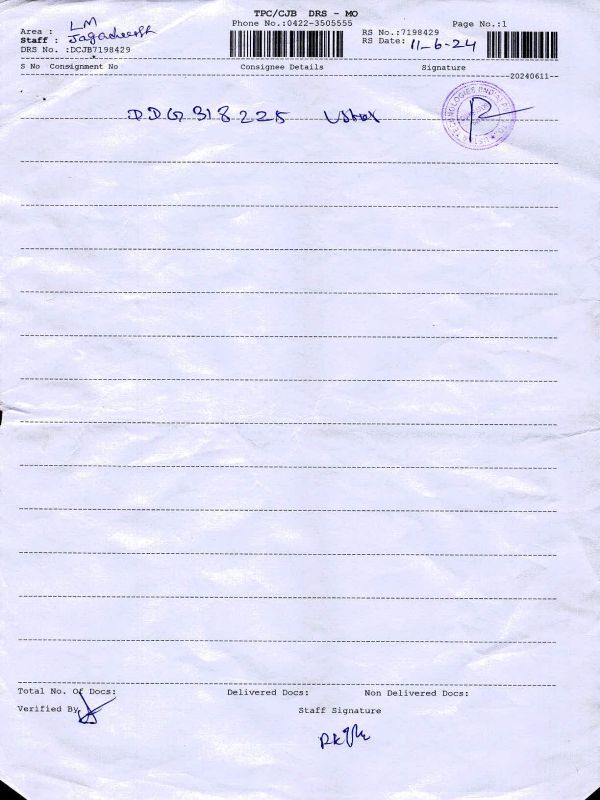 TPC/CJB DRS - MO
Phone No.:0422-3505555
Page No.:1
Area : LM
Staff : Jagadeesh
DRS No. :DCJB7198429
RS No.:7198429
RS Date: 11-6-24
S No Consignment No Consignee Details Signature
--20240611--
DDG 318225
Total No. Of Docs: Delivered Docs: Non Delivered Docs:
Verified By
Staff Signature